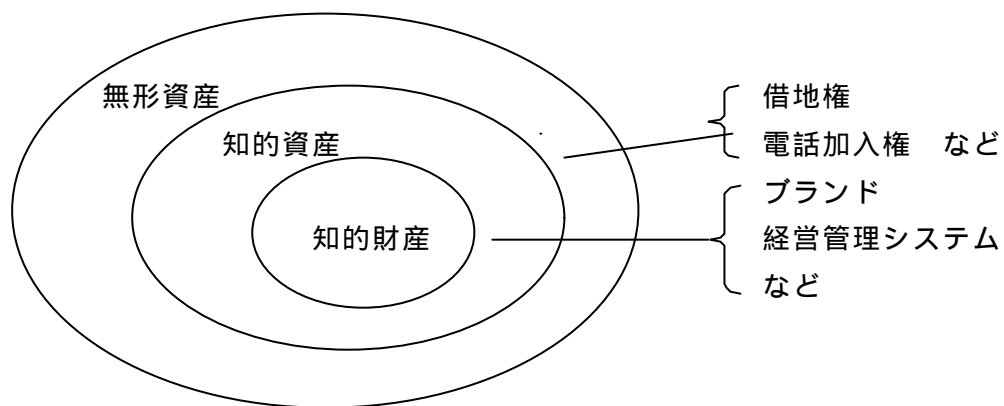 無形資産
知的資産
知的財産
借地権
電話加入権 など
ブランド
経営管理システム
など